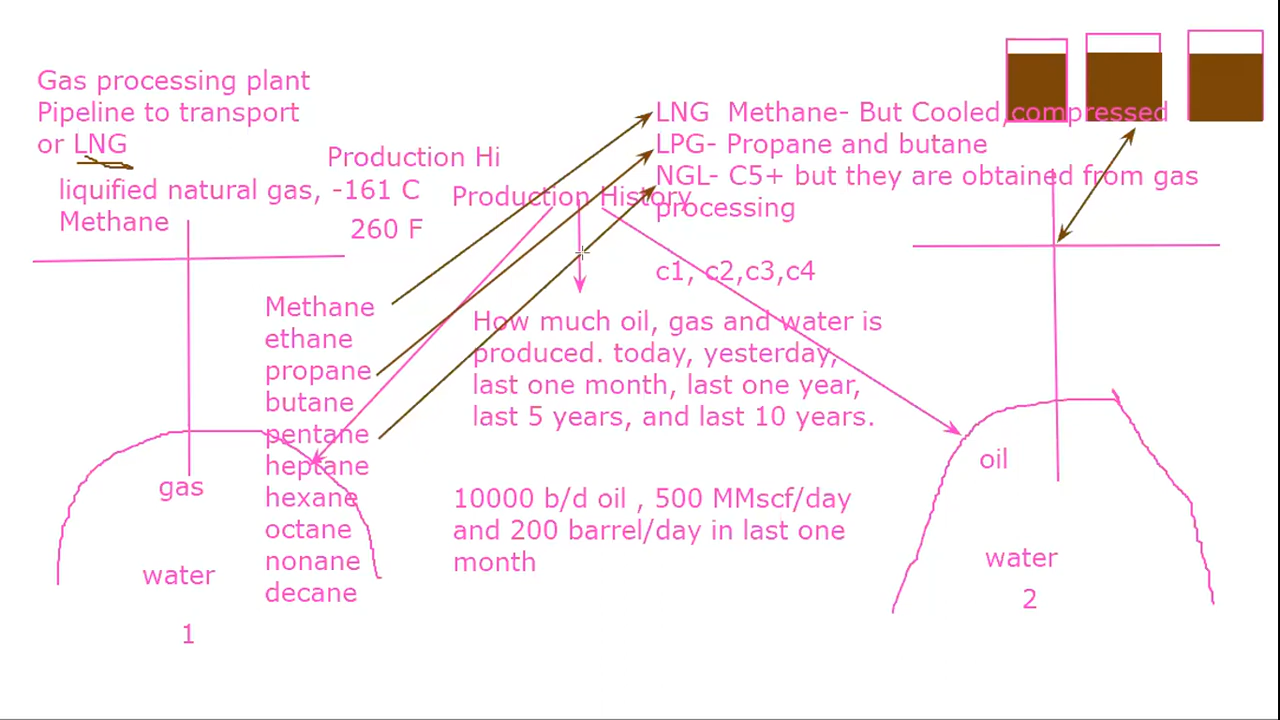 Gas processing plant
Pipeline to transport
or LNG
liquified natural gas, -161 C
Methane
260 F
Production Hi
Production History
LNG  Methane- But Cooled,compressed
LPG- Propane and butane
NGL- C5+ but they are obtained from gas
processing
c1, c2,c3,c4
How much oil, gas and water is
produced. today, yesterday,
last one month, last one year,
last 5 years, and last 10 years.
10000 b/d oil , 500 MMscf/day
and 200 barrel/day in last one
month
Methane
ethane
propane
butane
pentane
heptane
hexane
octane
nonane
decane
gas
water
1
oil
water
2